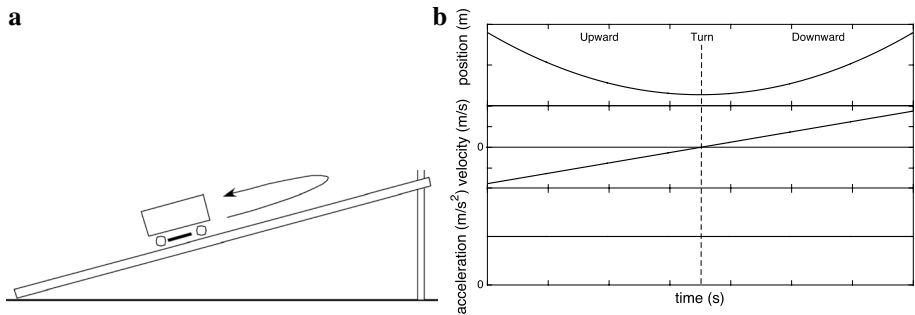 a
b
position (m)
Upward
Turn
Downward
velocity (m/s)
0
acceleration (m/s²)
0
time (s)